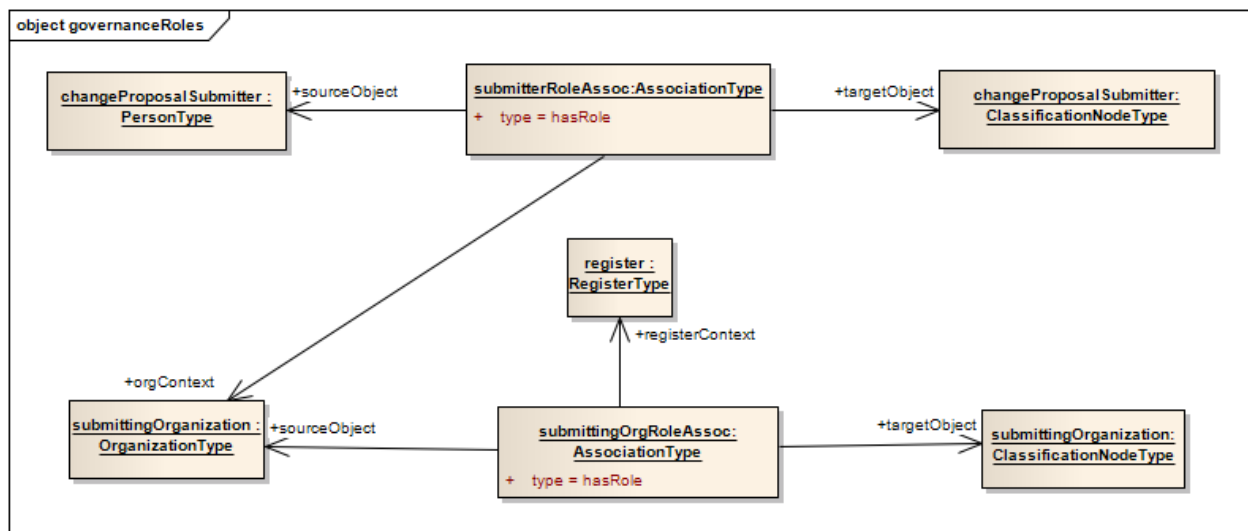 object governanceRoles
changeProposalSubmitter :
PersonType
+sourceObject
submitterRoleAssoc:AssociationType
+ type = hasRole
+targetObject
changeProposalSubmitter:
ClassificationNodeType
register :
RegisterType
+registerContext
+orgContext
submittingOrganization :
OrganizationType
+sourceObject
submittingOrgRoleAssoc:
AssociationType
+ type = hasRole
+targetObject
submittingOrganization:
ClassificationNodeType